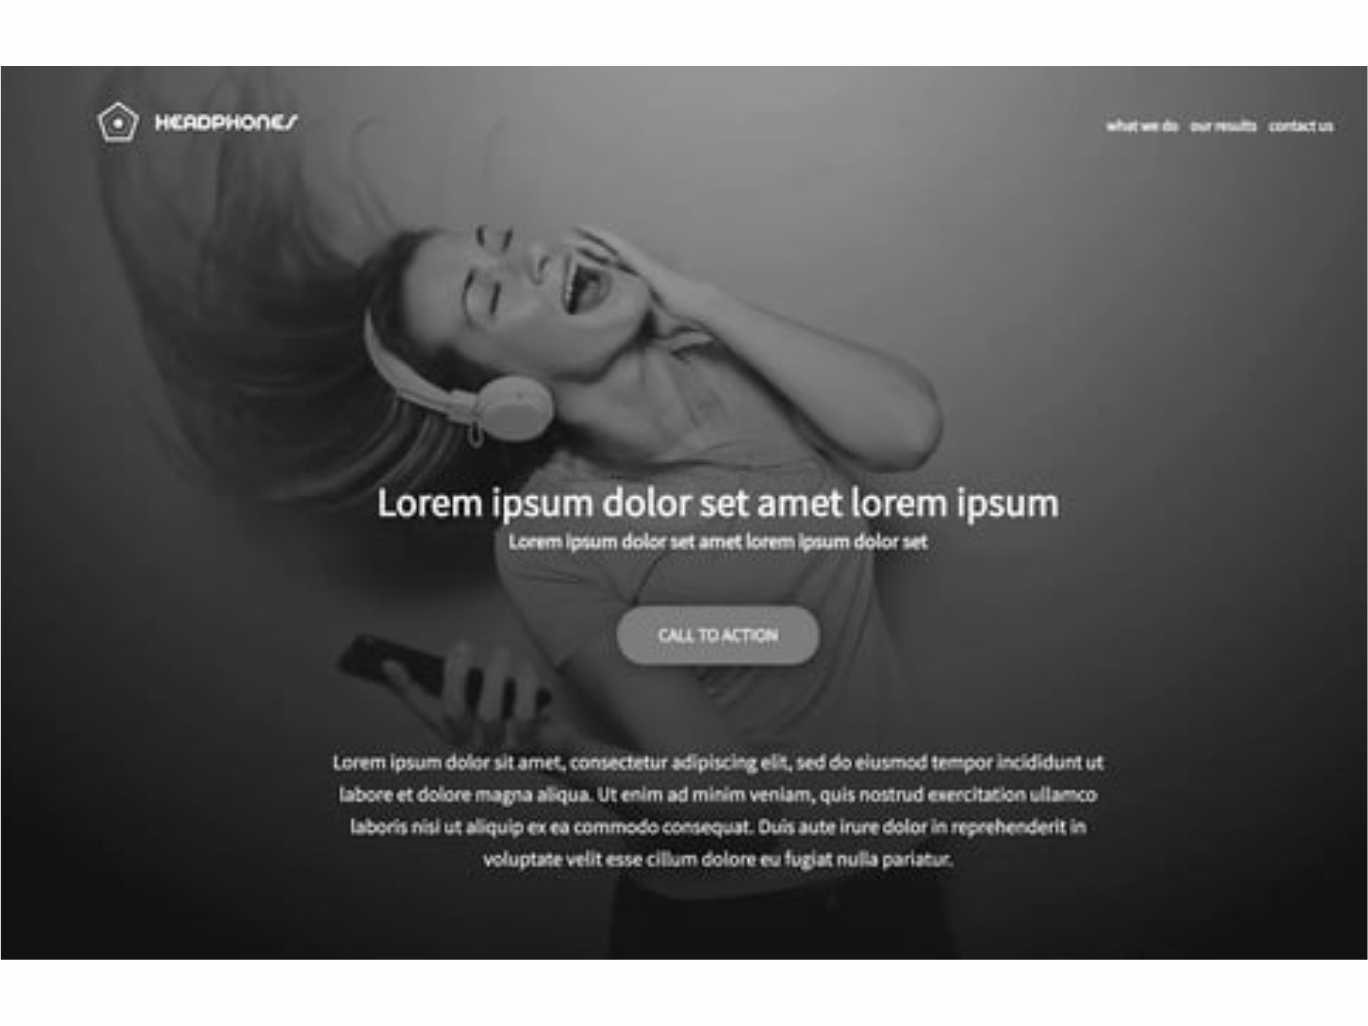 HEADPHONES
what we do our results contact us
Lorem ipsum dolor set amet lorem ipsum
Lorem ipsum dolor set amet lorem ipsum dolor set
CALL TO ACTION
Lorem ipsum dolor sit amet, consectetur adipiscing elit, sed do eiusmod tempor incididunt ut
labore et dolore magna aliqua. Ut enim ad minim veniam, quis nostrud exercitation ullamco
laboris nisi ut aliquip ex ea commodo consequat. Duis aute irure dolor in reprehenderit in
voluptate velit esse cillum dolore eu fugiat nulla pariatur.